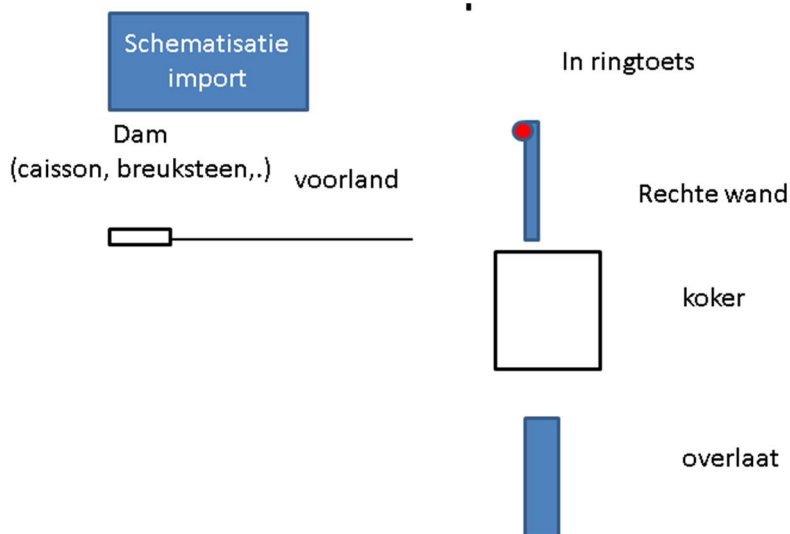 Schematisatie
import
Dam
(caisson, breuksteen,.)
voorland
In ringtoets
Rechte wand
koker
overlaat